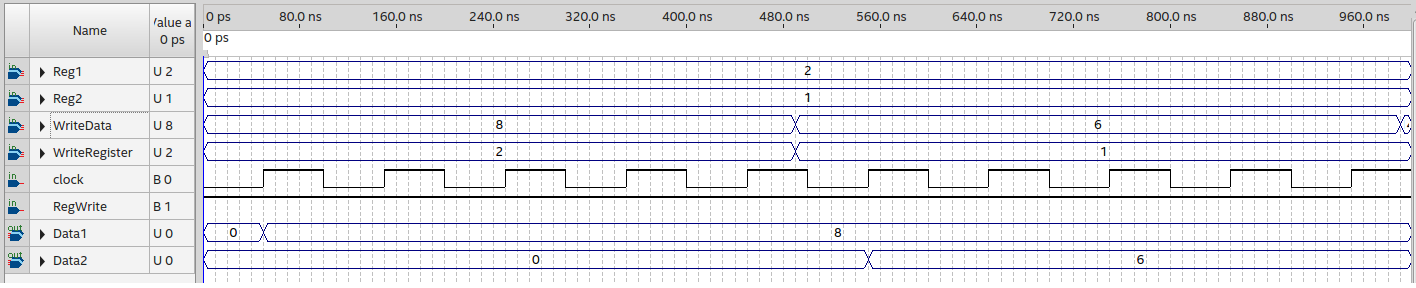 Name
Value a
0 ps
0 ps 80.0 ns 160.0 ns 240.0 ns 320.0 ns 400.0 ns 480.0 ns 560.0 ns 640.0 ns 720.0 ns 800.0 ns 880.0 ns 960.0 ns
0 ps
in Reg1 U 2 2
in Reg2 U 1 1
in WriteData U 8 8 6
in WriteRegister U 2 2 1
in clock B 0
in RegWrite B 1
out Data1 U 0 0 8
out Data2 U 0 0 6